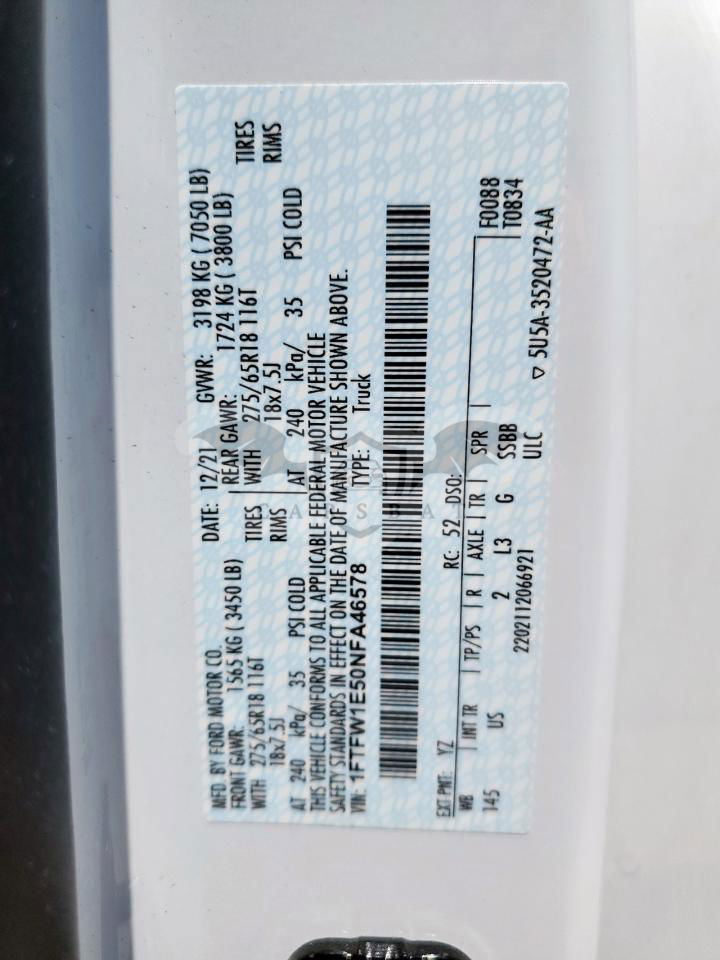 MFD. BY FORD MOTOR CO.
DATE: 12/21 GVWR: 3198 KG ( 7050 LB)
FRONT GAWR: 1565 KG ( 3450 LB) REAR GAWR: 1724 KG ( 3800 LB)
WITH 275/65R18 116T TIRES WITH 275/65R18 116T TIRES
18x7.5J RIMS 18x7.5J RIMS
AT 240 kPa/ 35 PSI COLD AT 240 kPa/ 35 PSI COLD
THIS VEHICLE CONFORMS TO ALL APPLICABLE FEDERAL MOTOR VEHICLE
SAFETY STANDARDS IN EFFECT ON THE DATE OF MANUFACTURE SHOWN ABOVE.
VIN: 1FTFW1E50NFA46578 TYPE: Truck
EXT PNT: YZ RC: 52 DSO:
WB INT TR TP/PS R AXLE TR SPR F0088
145 US 2 L3 G SSBB T0834
2202112066921 ULC
▽ 5U5A-3520472-AA
CARSBAT